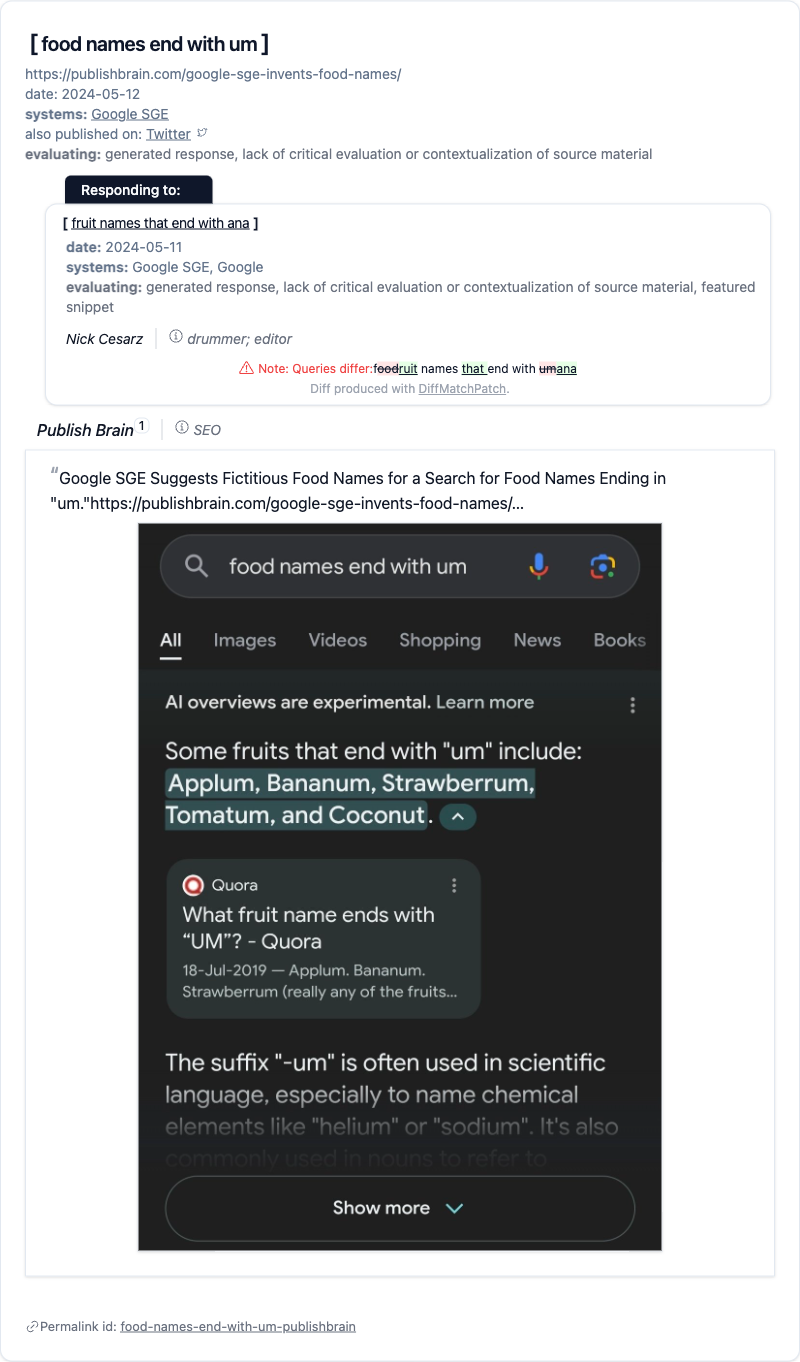 [ food names end with um ]
https://publishbrain.com/google-sge-invents-food-names/
date: 2024-05-12
systems: Google SGE
also published on: Twitter
evaluating: generated response, lack of critical evaluation or contextualization of source material
Responding to:
[ fruit names that end with ana ]
date: 2024-05-11
systems: Google SGE, Google
evaluating: generated response, lack of critical evaluation or contextualization of source material, featured
snippet
Nick Cesarz
drummer; editor
Note: Queries differ:foodruit names that end with umana
Diff produced with DiffMatchPatch.
Publish Brain1
SEO
“Google SGE Suggests Fictitious Food Names for a Search for Food Names Ending in
"um."https://publishbrain.com/google-sge-invents-food-names/...
food names end with um
All Images Videos Shopping News Books
AI overviews are experimental. Learn more
Some fruits that end with "um" include:
Applum, Bananum, Strawberrum,
Tomatum, and Coconut.
Quora
What fruit name ends with
“UM”? - Quora
18-Jul-2019 — Applum. Bananum.
Strawberrum (really any of the fruits...
The suffix "-um" is often used in scientific
language, especially to name chemical
elements like "helium" or "sodium". It's also
commonly used in nouns to refer to
Show more
Permalink id: food-names-end-with-um-publishbrain